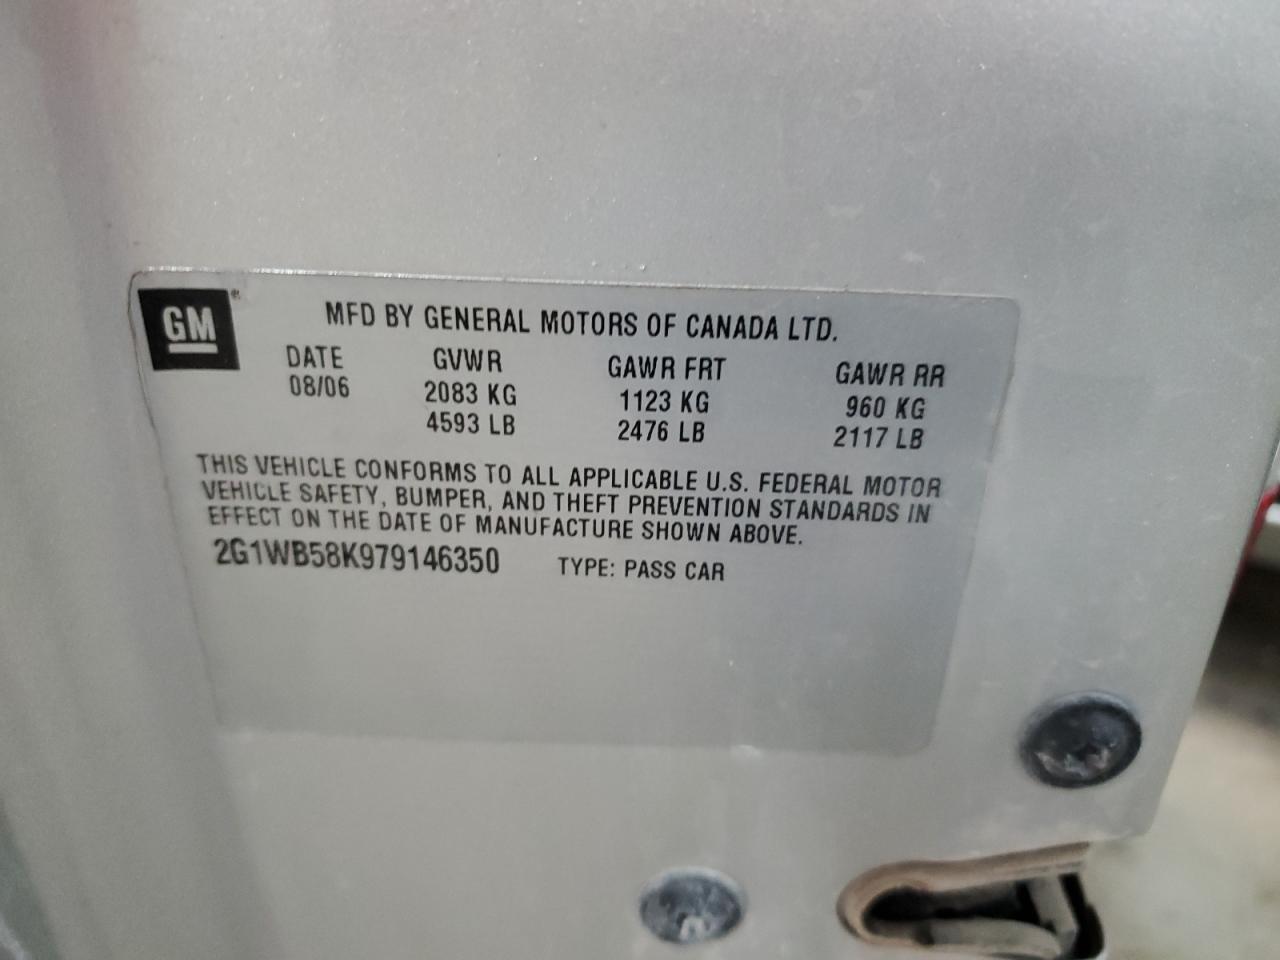 GM®
MFD BY GENERAL MOTORS OF CANADA LTD.
DATE GVWR GAWR FRT GAWR RR
08/06 2083 KG 1123 KG 960 KG
4593 LB 2476 LB 2117 LB
THIS VEHICLE CONFORMS TO ALL APPLICABLE U.S. FEDERAL MOTOR
VEHICLE SAFETY, BUMPER, AND THEFT PREVENTION STANDARDS IN
EFFECT ON THE DATE OF MANUFACTURE SHOWN ABOVE.
2G1WB58K979146350 TYPE: PASS CAR